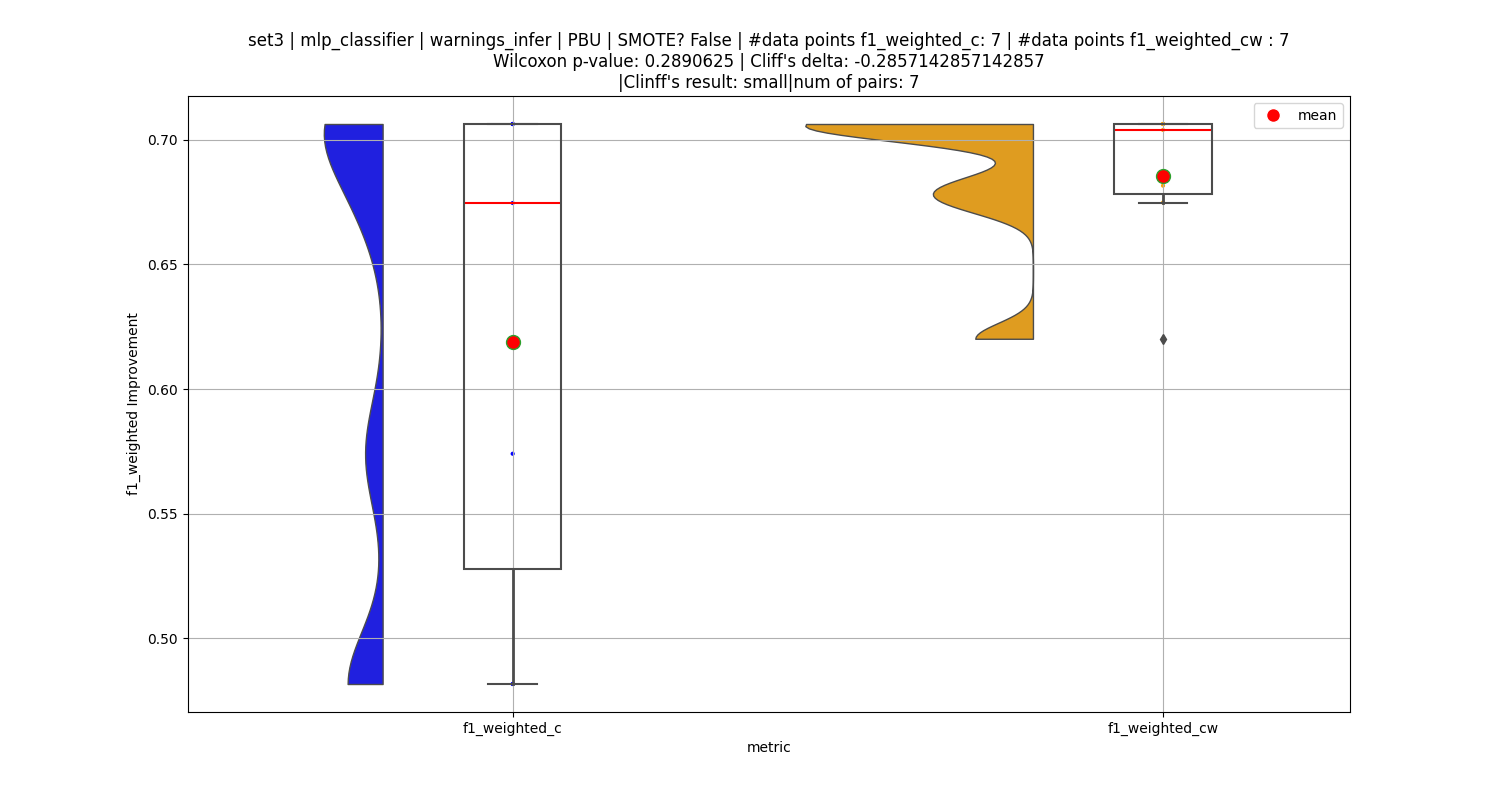 set3 | mlp_classifier | warnings_infer | PBU | SMOTE? False | #data points f1_weighted_c: 7 | #data points f1_weighted_cw : 7
Wilcoxon p-value: 0.2890625 | Cliff's delta: -0.2857142857142857
|Clinff's result: small|num of pairs: 7
mean
0.70
0.65
0.60
0.55
0.50
f1_weighted Improvement
f1_weighted_c
f1_weighted_cw
metric